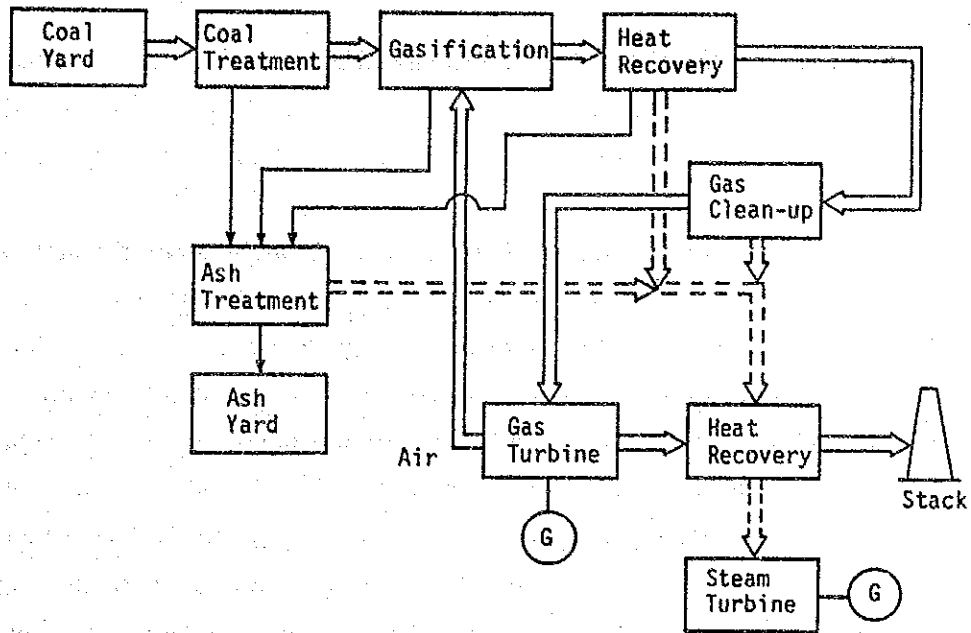 Coal
Yard
Coal
Treatment
Gasification
Heat
Recovery
Gas
Clean-up
Ash
Treatment
Ash
Yard
Air
Gas
Turbine
Heat
Recovery
Stack
G
Steam
Turbine
G